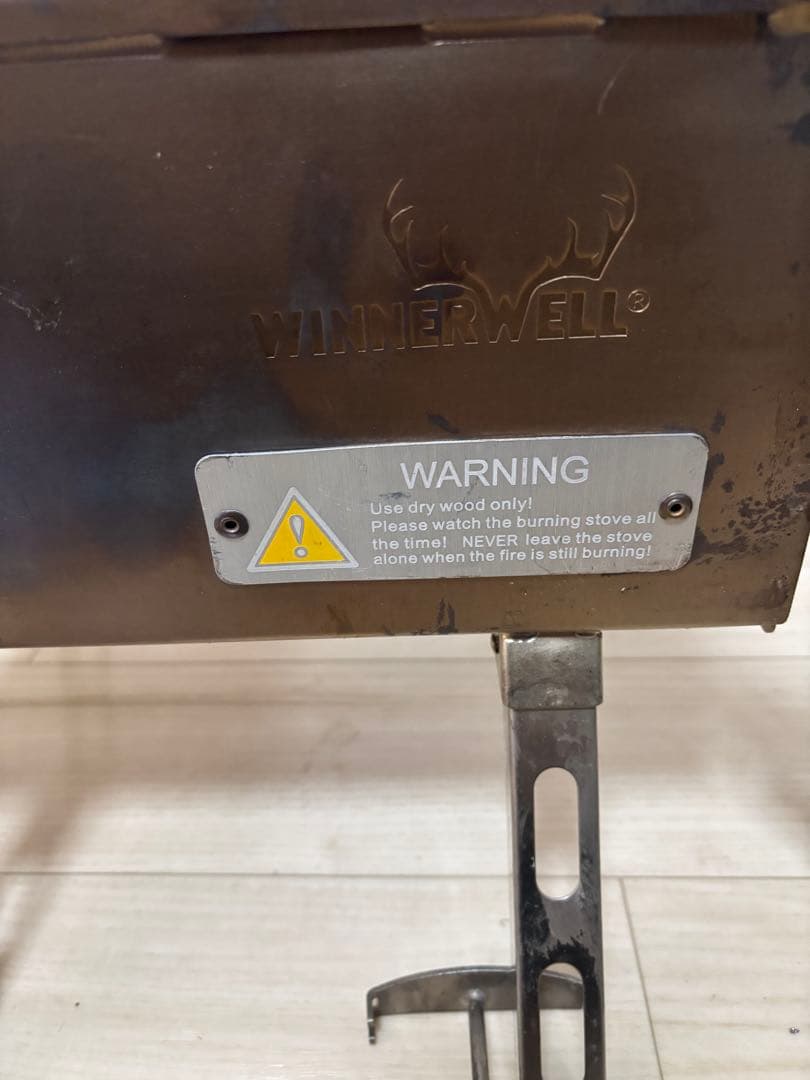 WINNERWELL®
WARNING
Use dry wood only!
Please watch the burning stove all
the time! NEVER leave the stove
alone when the fire is still burning!